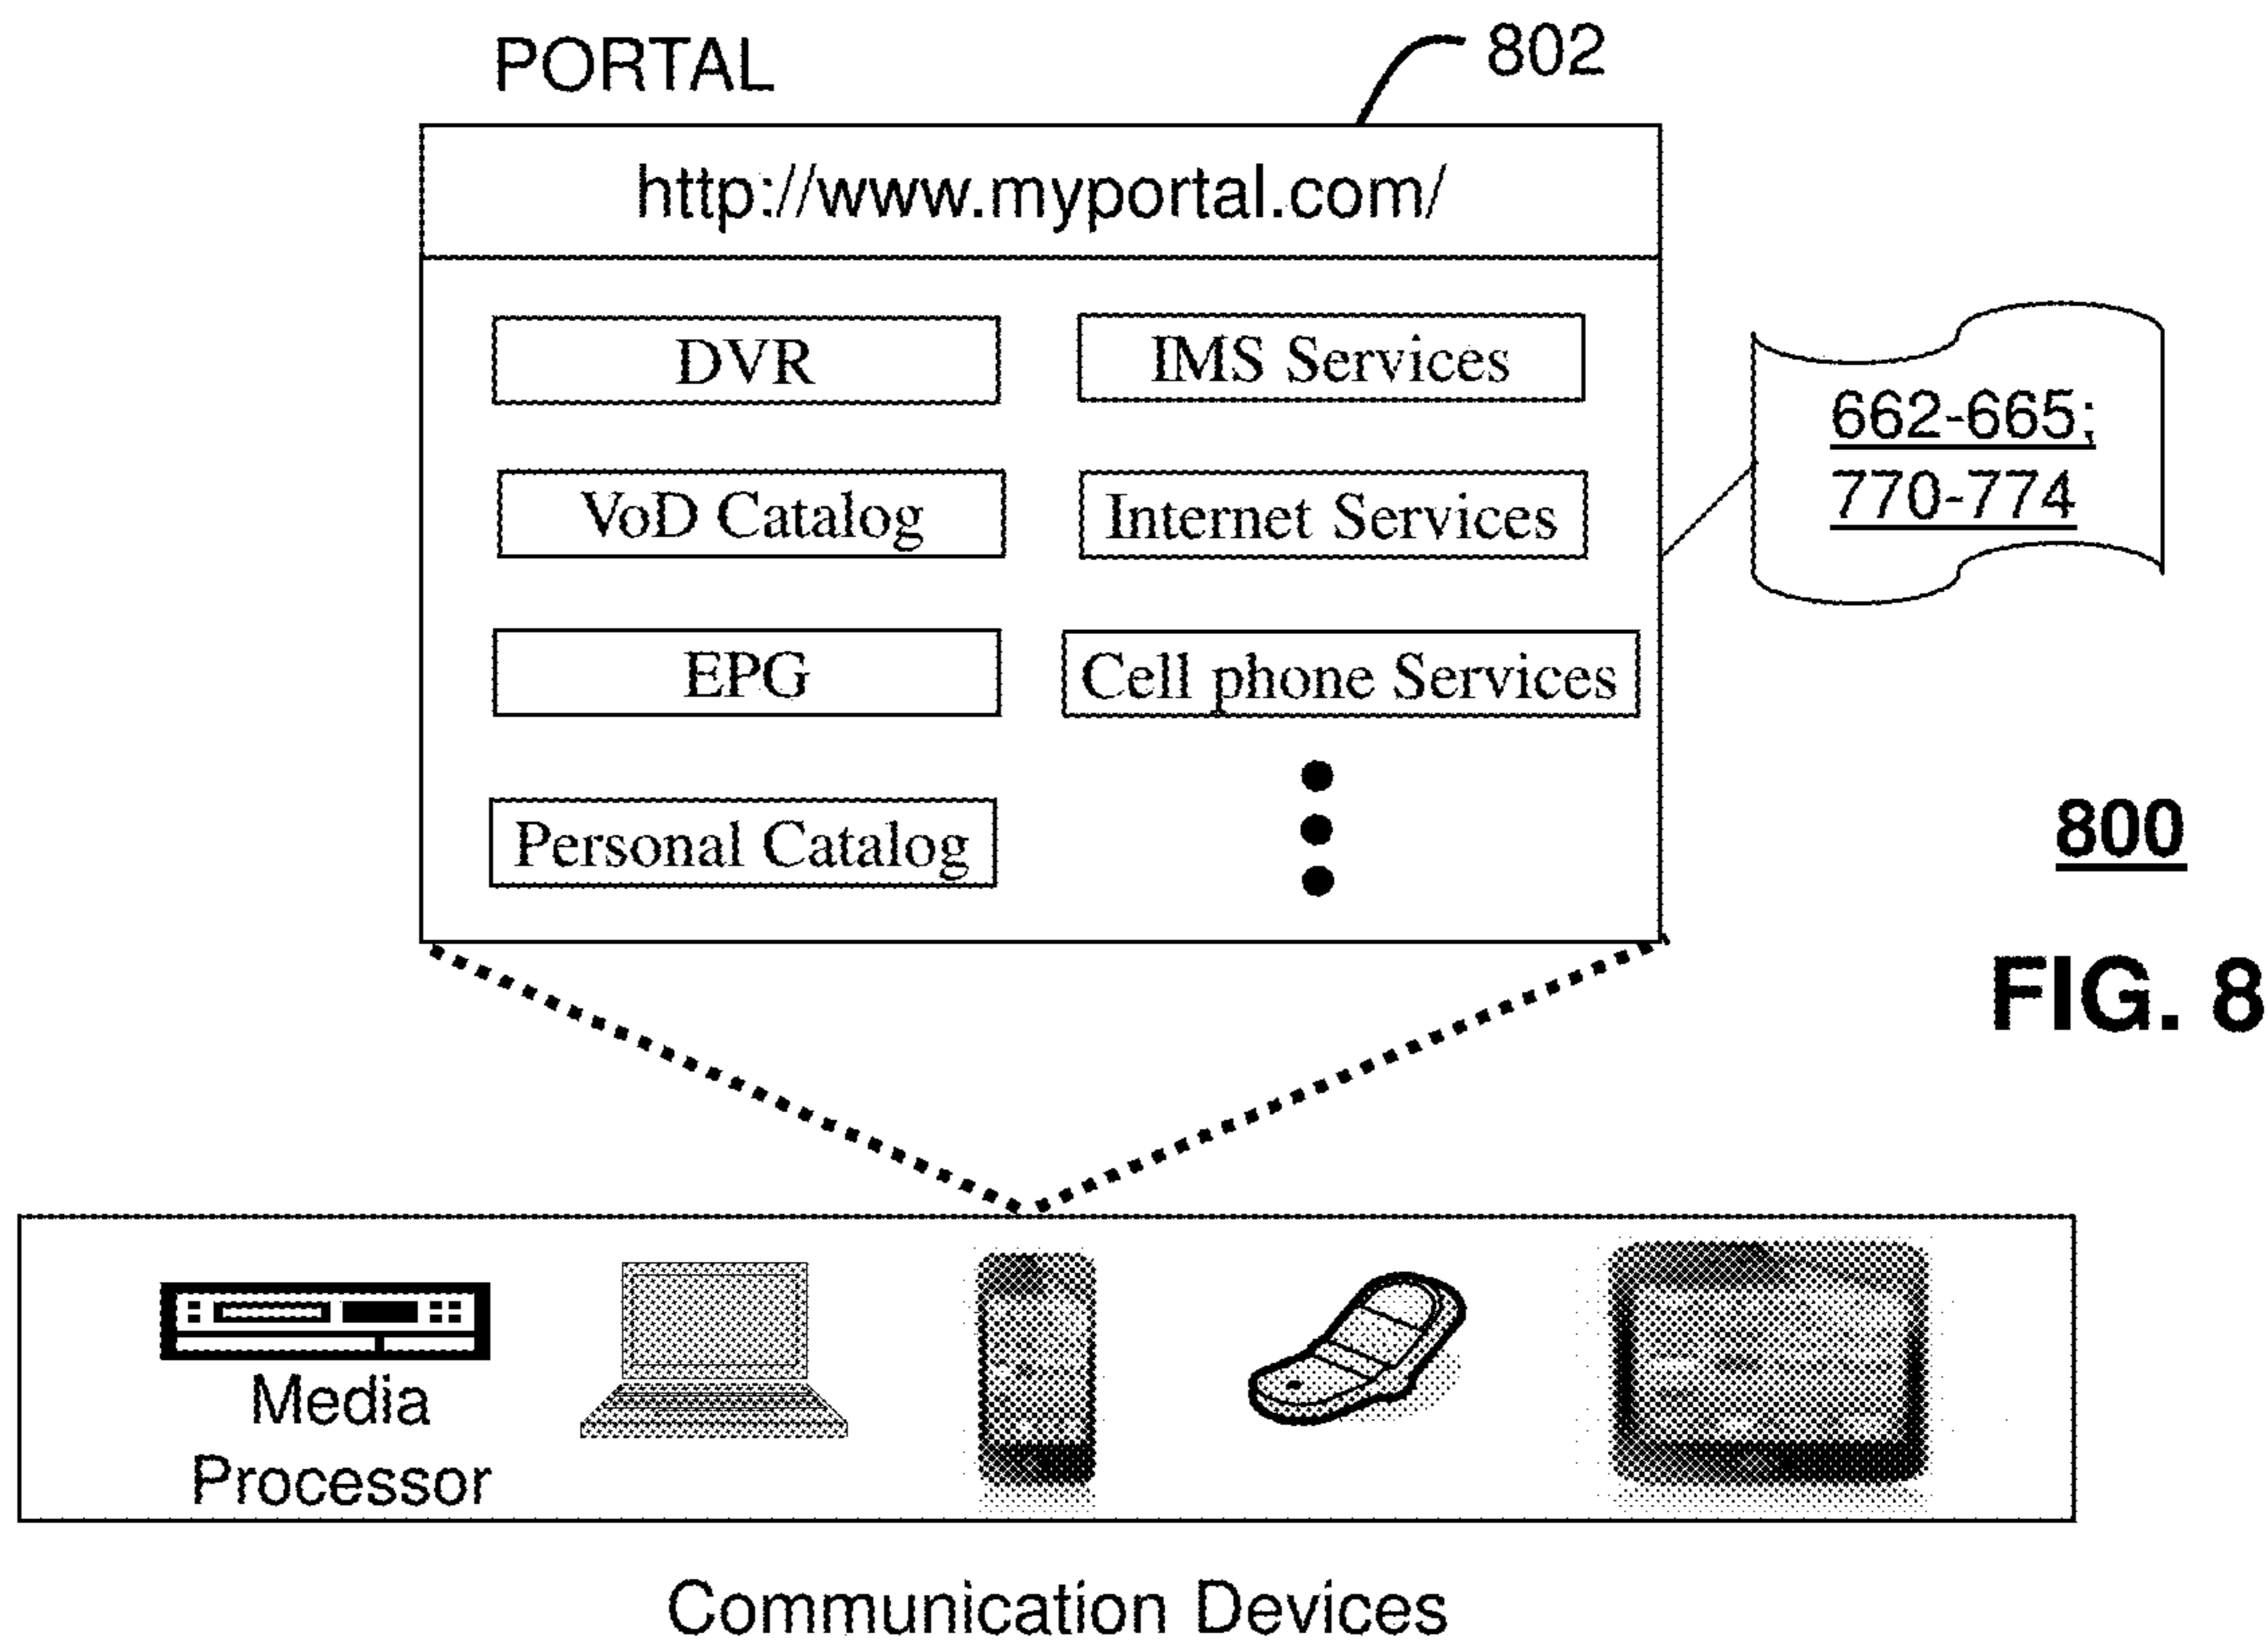 PORTAL
802
http://www.myportal.com/
DVR
IMS Services
VoD Catalog
Internet Services
662-665;
770-774
EPG
Cell phone Services
Personal Catalog
800
FIG. 8
Media
Processor
Communication Devices